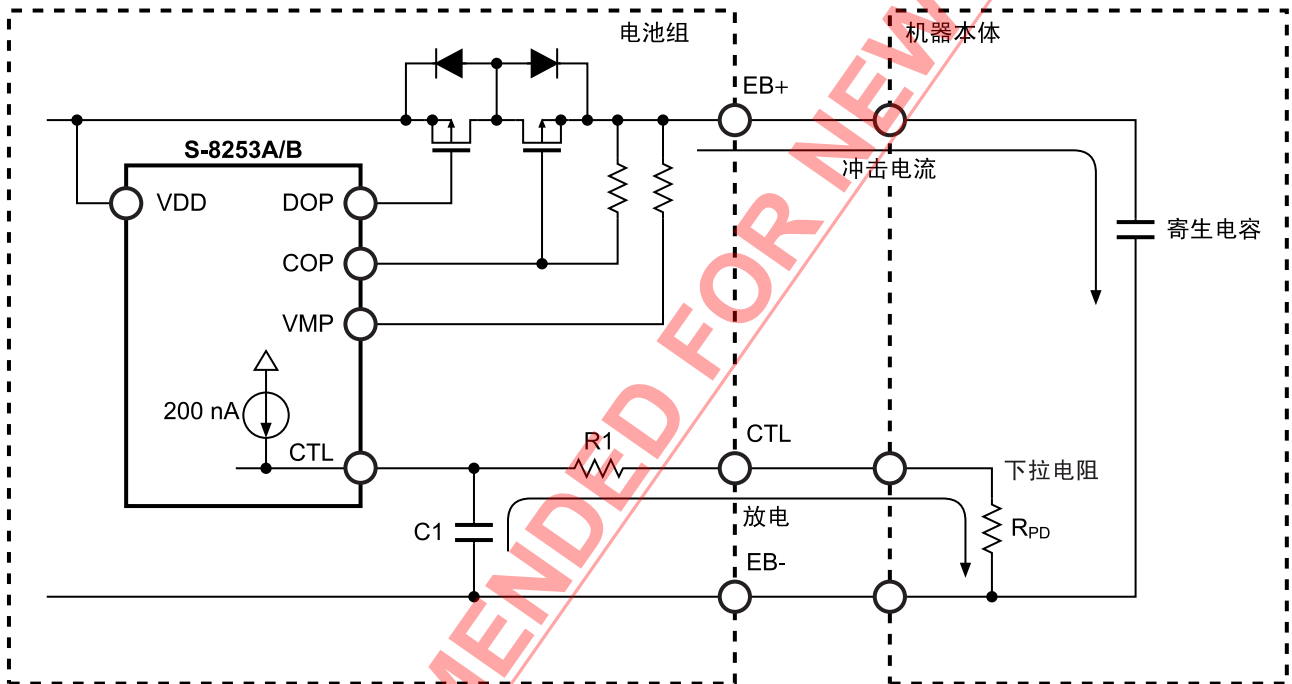 电池组
机器本体
EB+
S-8253A/B
冲击电流
VDD
DOP
寄生电容
COP
VMP
200 nA
CTL
R1
CTL
下拉电阻
放电
C1
RPD
EB-
MENDED FOR NEW